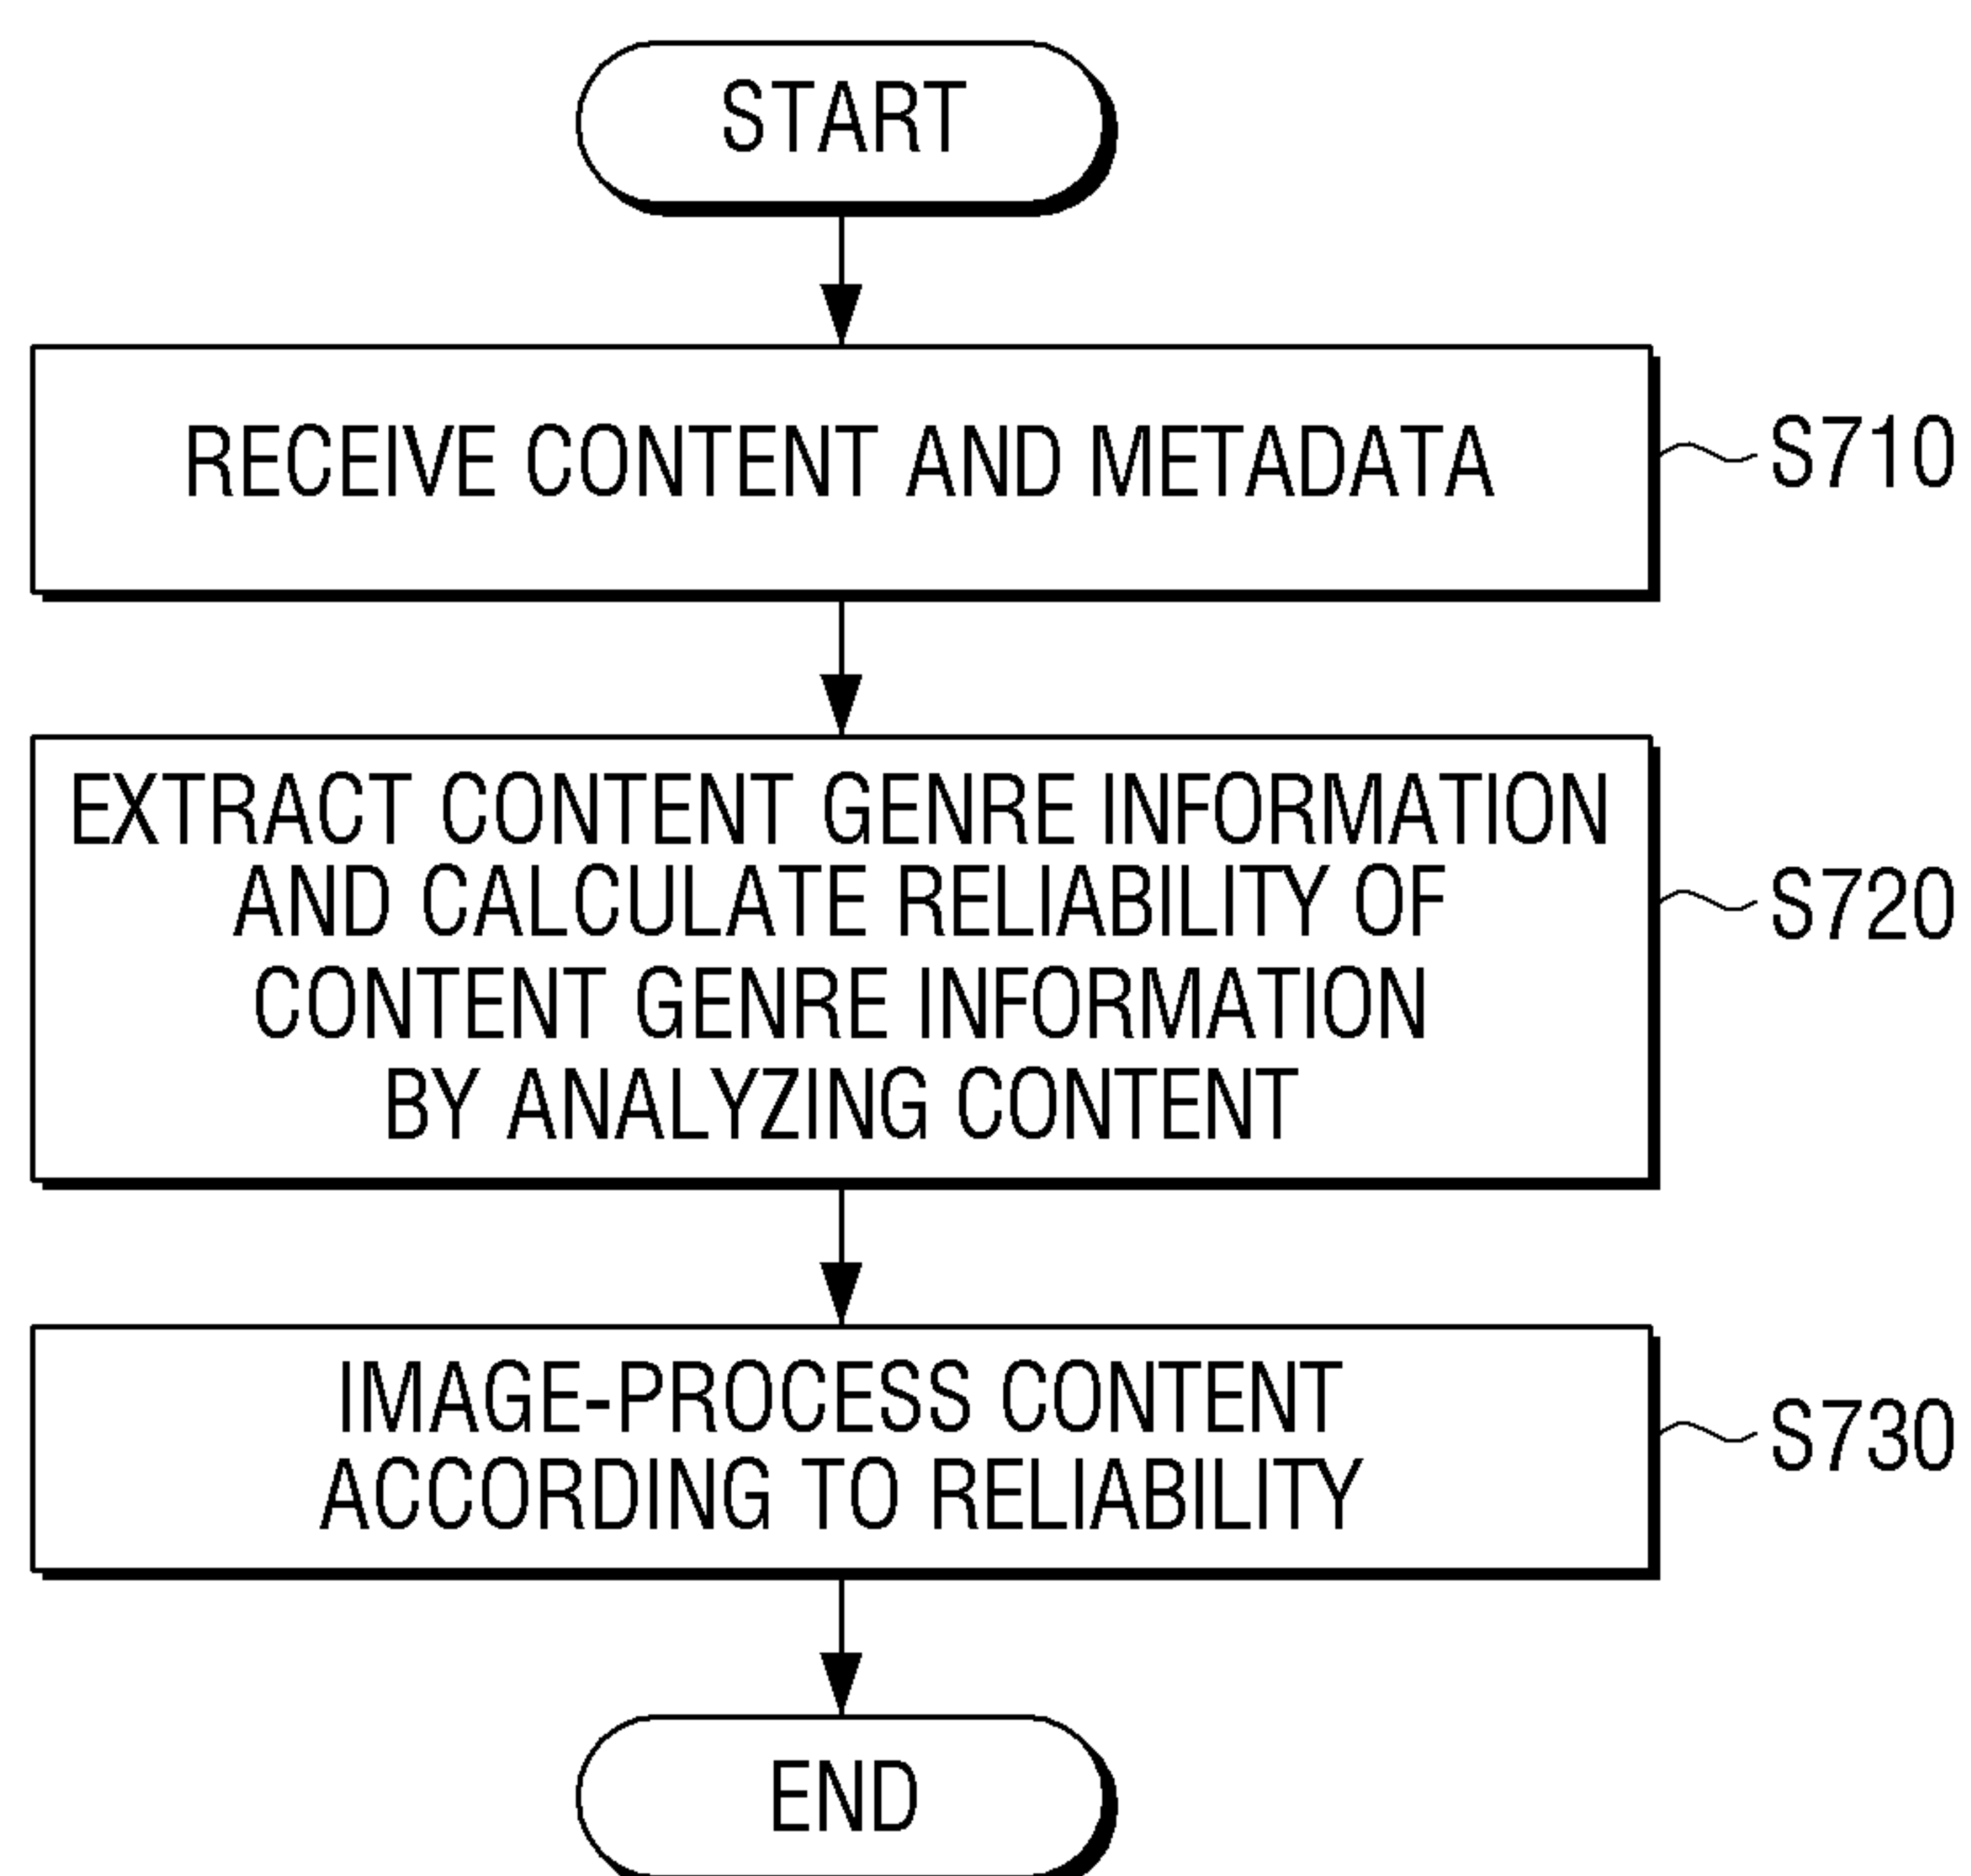 START
RECEIVE CONTENT AND METADATA
S710
EXTRACT CONTENT GENRE INFORMATION
AND CALCULATE RELIABILITY OF
CONTENT GENRE INFORMATION
BY ANALYZING CONTENT
S720
IMAGE-PROCESS CONTENT
ACCORDING TO RELIABILITY
S730
END